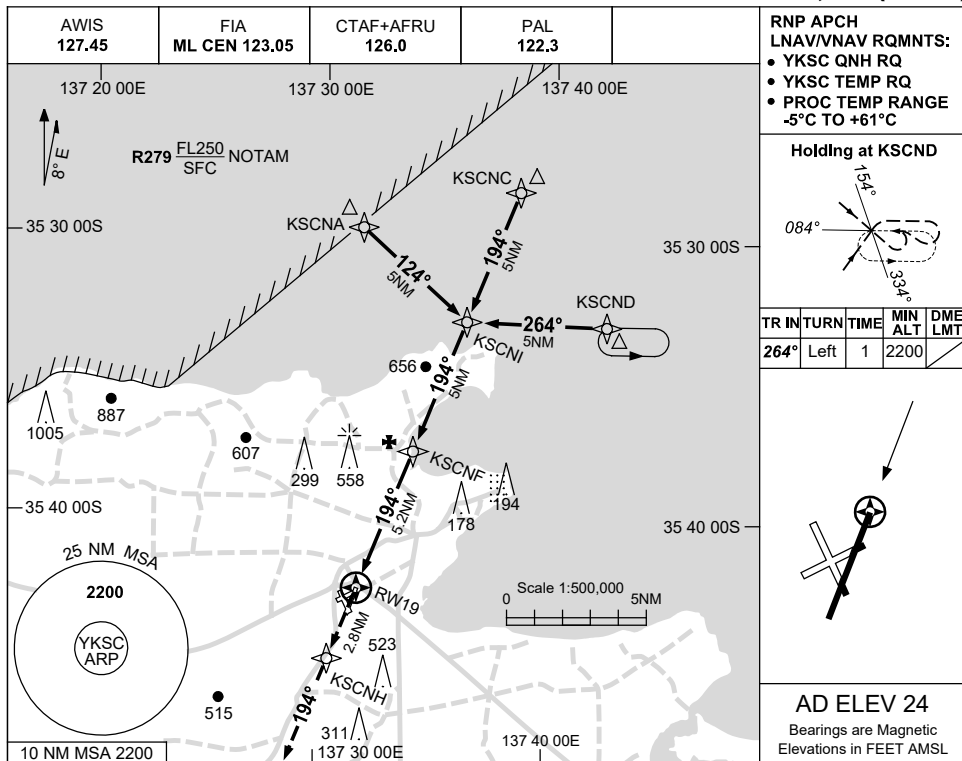 AWIS
127.45
FIA
ML CEN 123.05
CTAF+AFRU
126.0
PAL
122.3
RNP APCH
LNAV/VNAV RQMNTS:
● YKSC QNH RQ
● YKSC TEMP RQ
● PROC TEMP RANGE
-5°C TO +61°C
137 20 00E
137 30 00E
137 40 00E
8° E
R279 FL250 NOTAM
SFC
Holding at KSCND
154°
084°
334°
KSCNC
KSCNA
35 30 00S
35 30 00S
194°
5NM
124°
5NM
KSCND
264°
5NM
KSCNI
TR IN
TURN
TIME
MIN
ALT
DME
LMT
264°
Left
1
2200
656
194°
5NM
887
1005
607
299
558
KSCNF
194
178
35 40 00S
35 40 00S
194°
5.2NM
25 NM MSA
2200
YKSC
ARP
RW19
Scale 1:500,000
0
5NM
2.8NM
523
KSCNH
194°
515
311
137 30 00E
137 40 00E
10 NM MSA 2200
AD ELEV 24
Bearings are Magnetic
Elevations in FEET AMSL